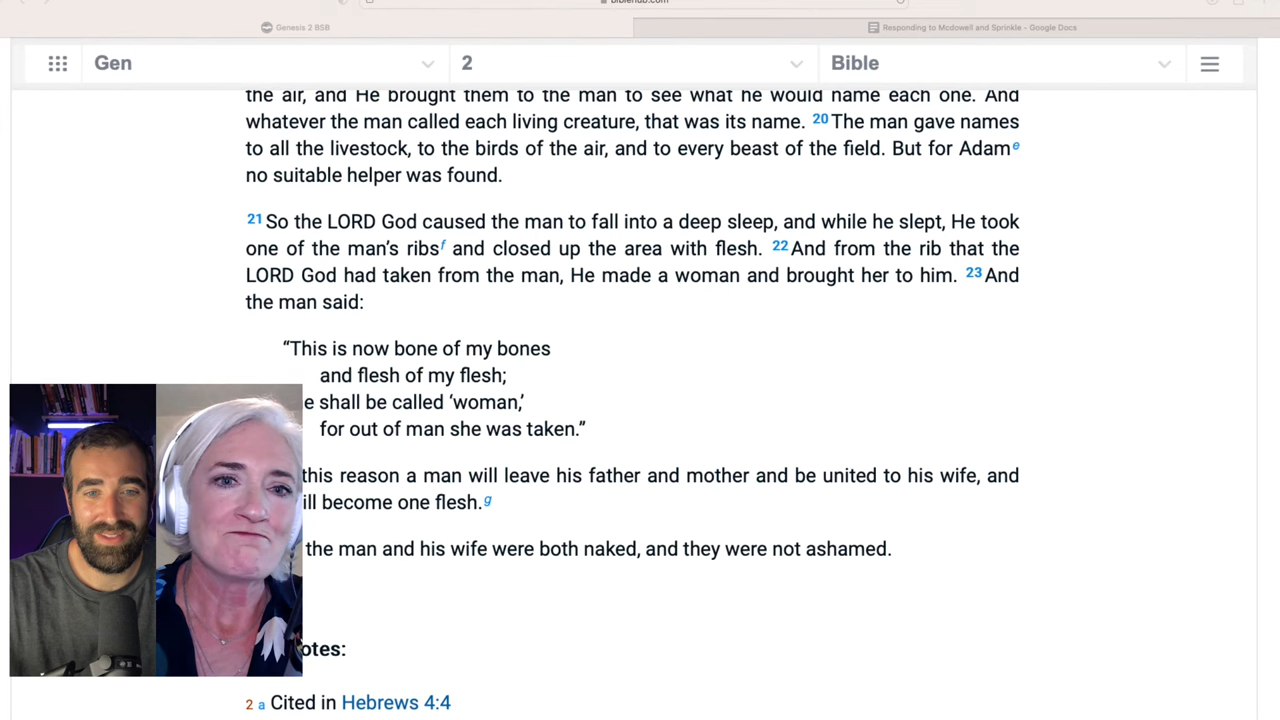 biblehub.com
Genesis 2 BSB
Responding to Mcdowell and Sprinkle - Google Docs
Gen
2
Bible
the air, and He brought them to the man to see what he would name each one. And
whatever the man called each living creature, that was its name. 20 The man gave names
to all the livestock, to the birds of the air, and to every beast of the field. But for Adam e
no suitable helper was found.
21 So the LORD God caused the man to fall into a deep sleep, and while he slept, He took
one of the man’s ribs f and closed up the area with flesh. 22 And from the rib that the
LORD God had taken from the man, He made a woman and brought her to him. 23 And
the man said:
“This is now bone of my bones
and flesh of my flesh;
e shall be called ‘woman,’
for out of man she was taken.”
this reason a man will leave his father and mother and be united to his wife, and
ill become one flesh. g
the man and his wife were both naked, and they were not ashamed.
otes:
2 a Cited in Hebrews 4:4